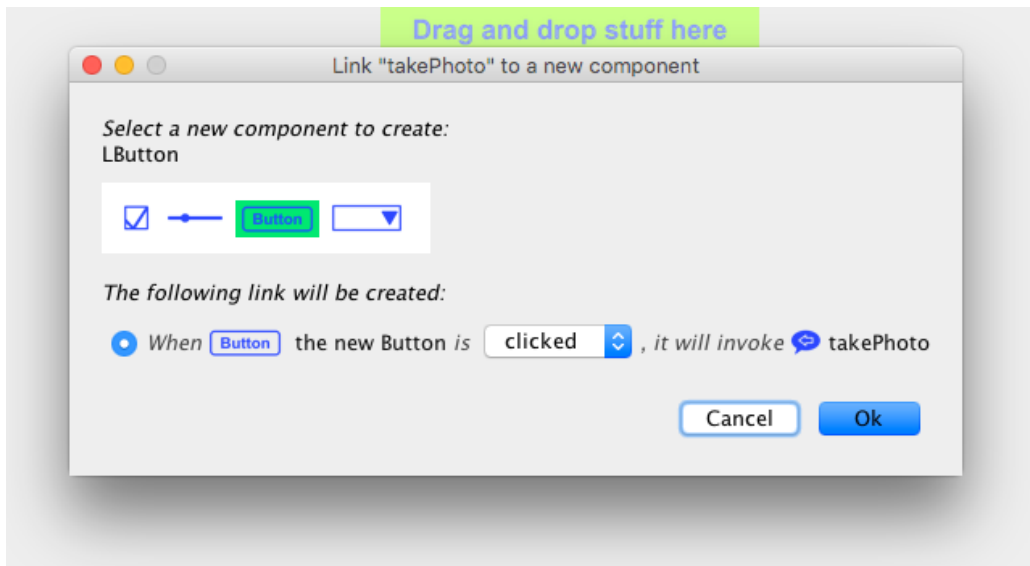 Drag and drop stuff here
Link "takePhoto" to a new component
Select a new component to create:
LButton
Button
The following link will be created:
When Button the new Button is clicked , it will invoke takePhoto
Cancel Ok